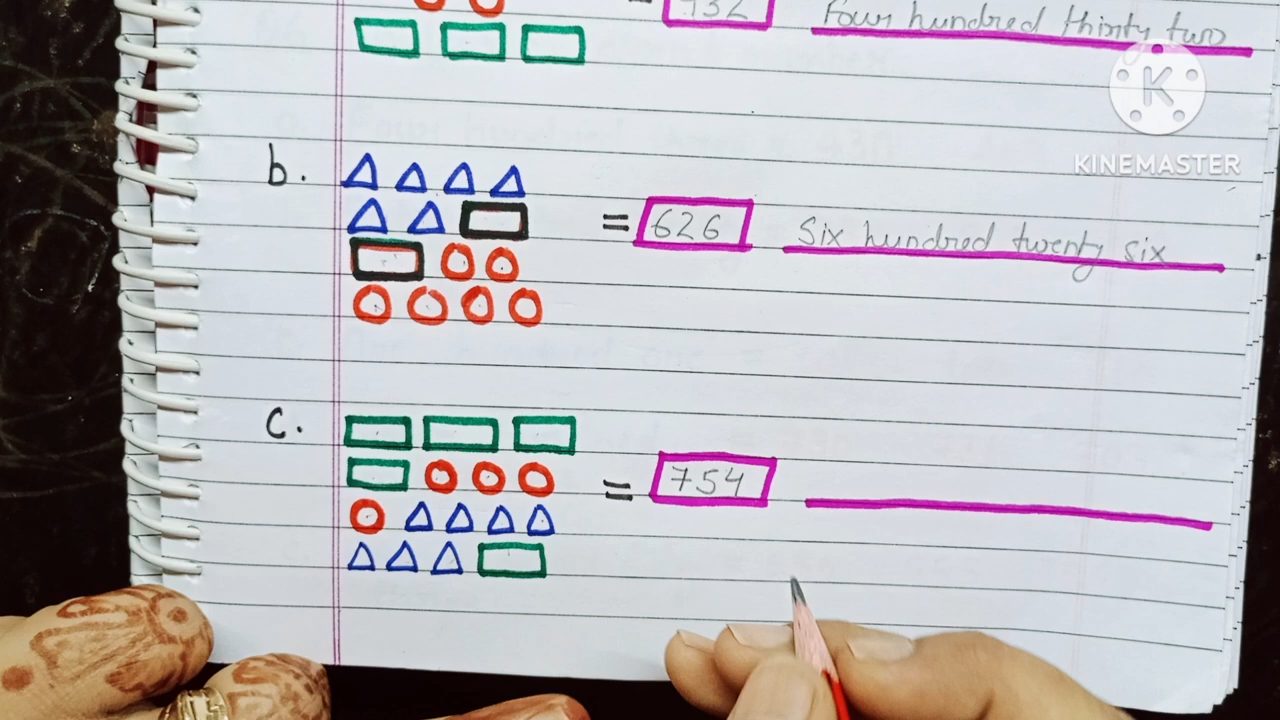 = 432 Four hundred thirty two
K
KINEMASTER
b.
= 626 Six hundred twenty six
c.
= 754